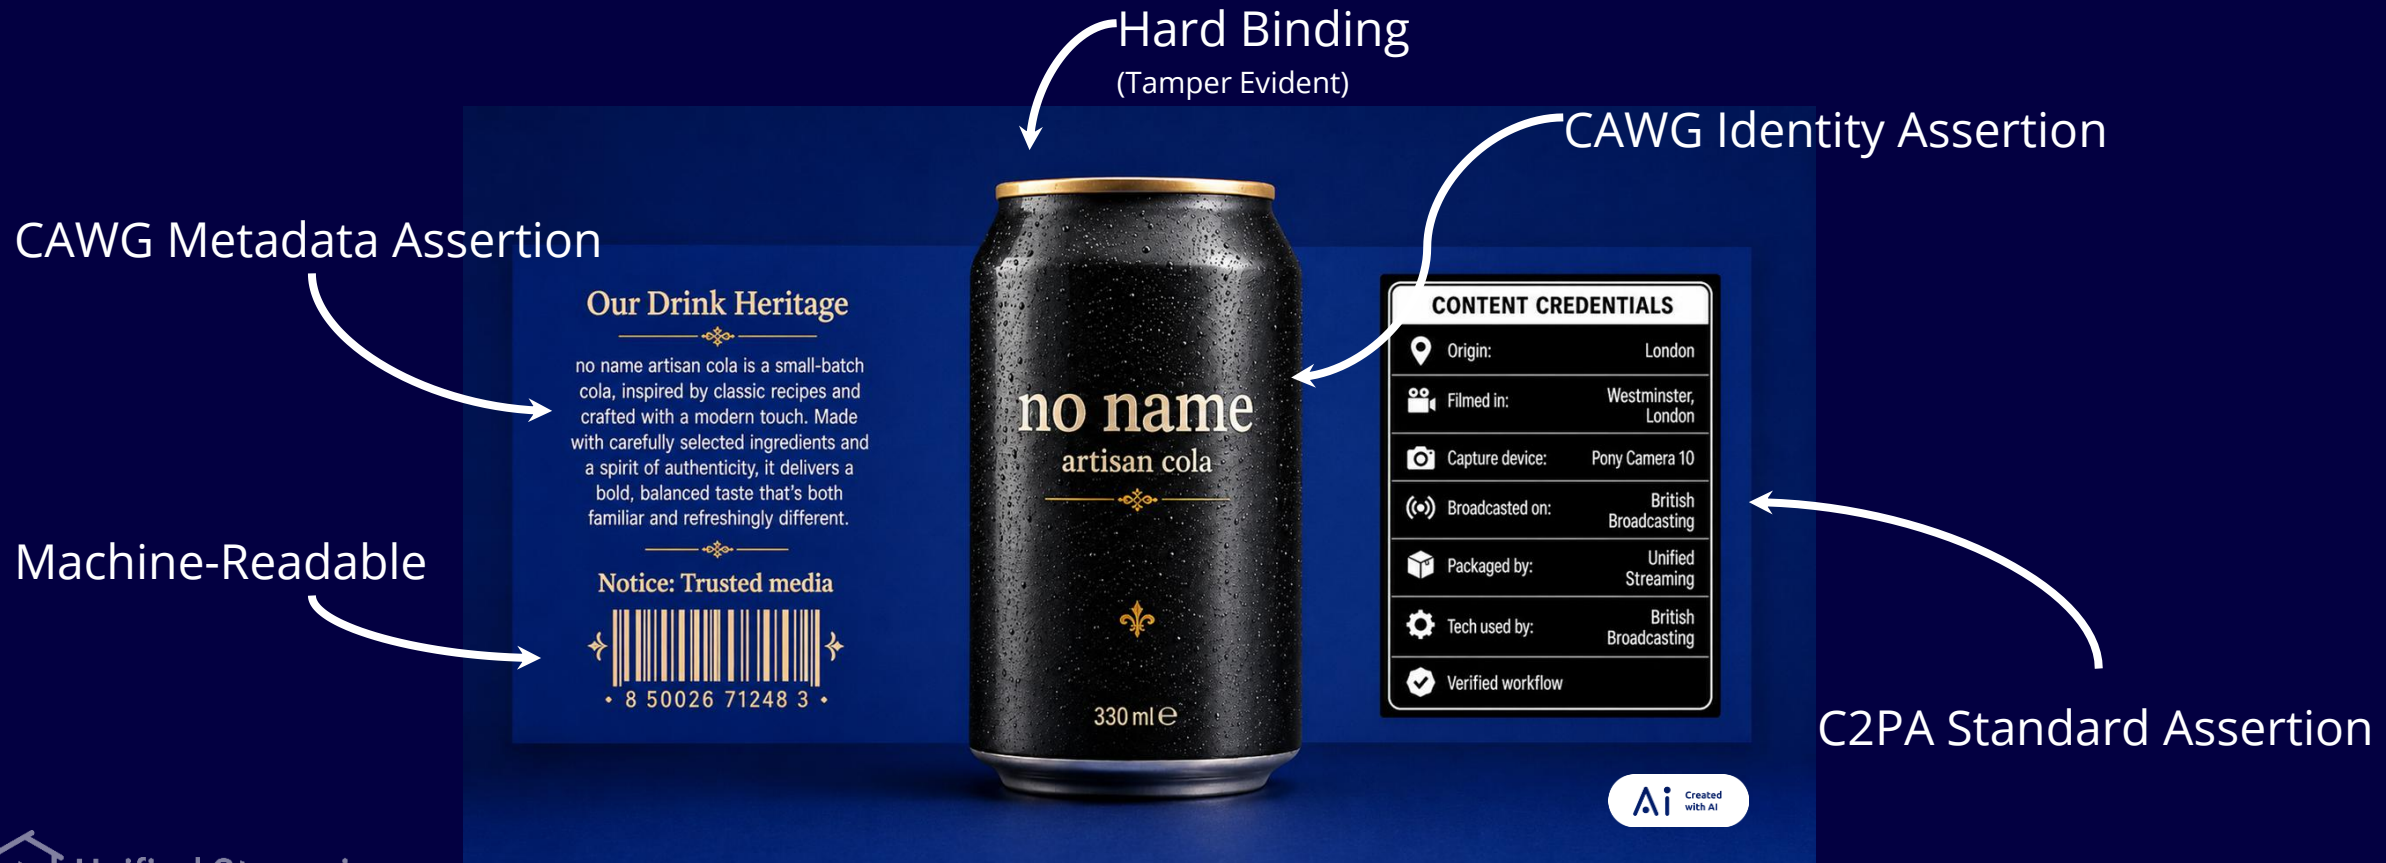 Hard Binding
(Tamper Evident)
CAWG Identity Assertion
CAWG Metadata Assertion
Our Drink Heritage
no name artisan cola is a small-batch
cola, inspired by classic recipes and
crafted with a modern touch. Made
with carefully selected ingredients and
a spirit of authenticity, it delivers a
bold, balanced taste that's both
familiar and refreshingly different.
Machine-Readable
Notice: Trusted media
8 50026 71248 3
no name
artisan cola
330 ml ℮
CONTENT CREDENTIALS
Origin: London
Filmed in: Westminster,
London
Capture device: Pony Camera 10
Broadcasted on: British
Broadcasting
Packaged by: Unified
Streaming
Tech used by: British
Broadcasting
Verified workflow
C2PA Standard Assertion
Ai Created
with AI